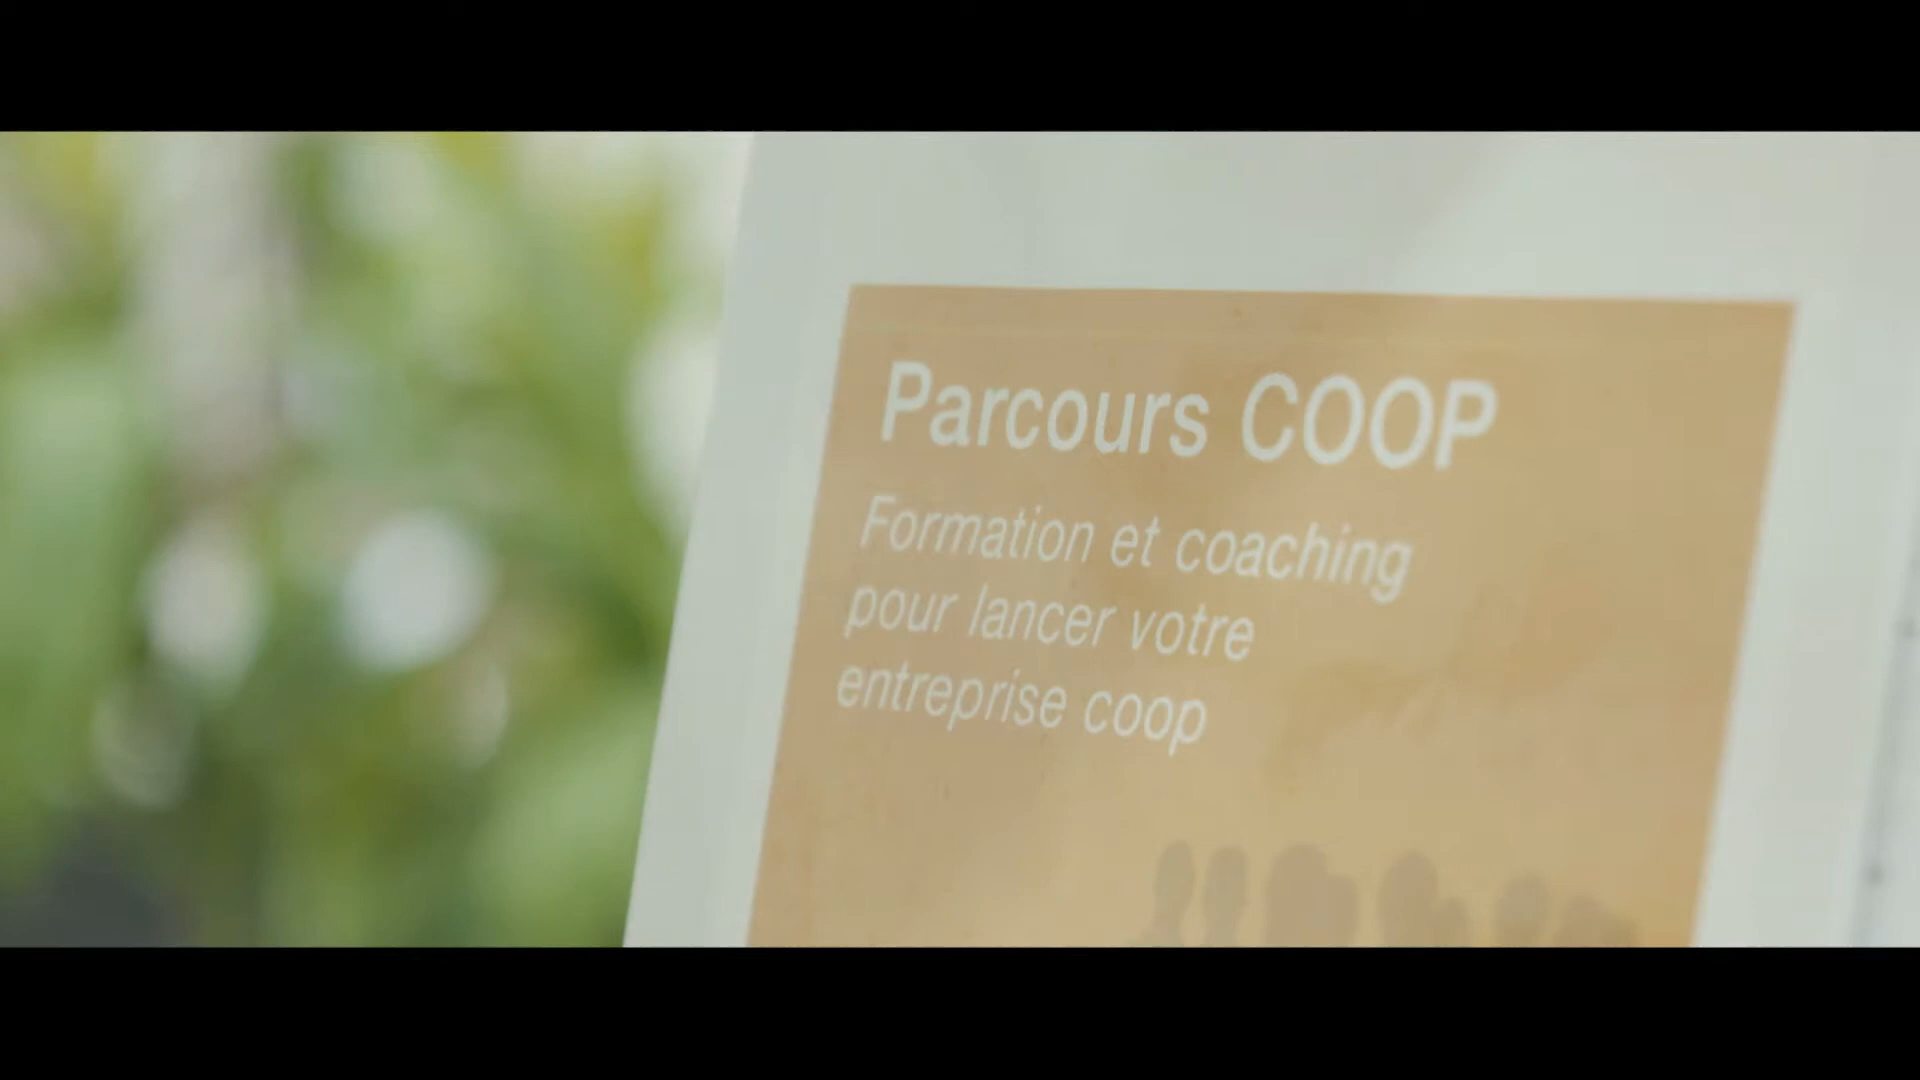 Parcours COOP
Formation et coaching
pour lancer votre
entreprise coop